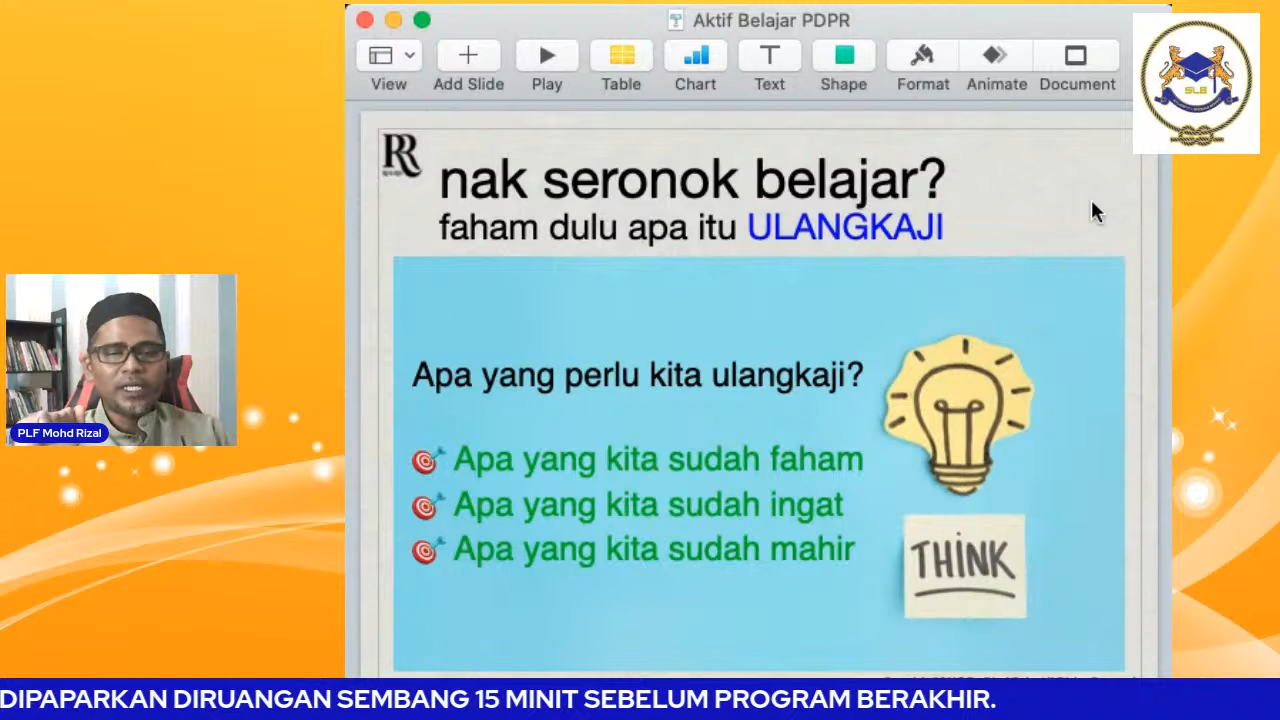 Aktif Belajar PDPR
View Add Slide Play Table Chart Text Shape Format Animate Document
SLB
RR
nak seronok belajar?
faham dulu apa itu ULANGKAJI
Apa yang perlu kita ulangkaji?
Apa yang kita sudah faham
Apa yang kita sudah ingat
Apa yang kita sudah mahir
THINK
PLF Mohd Rizal
DIPAPARKAN DIRUANGAN SEMBANG 15 MINIT SEBELUM PROGRAM BERAKHIR.